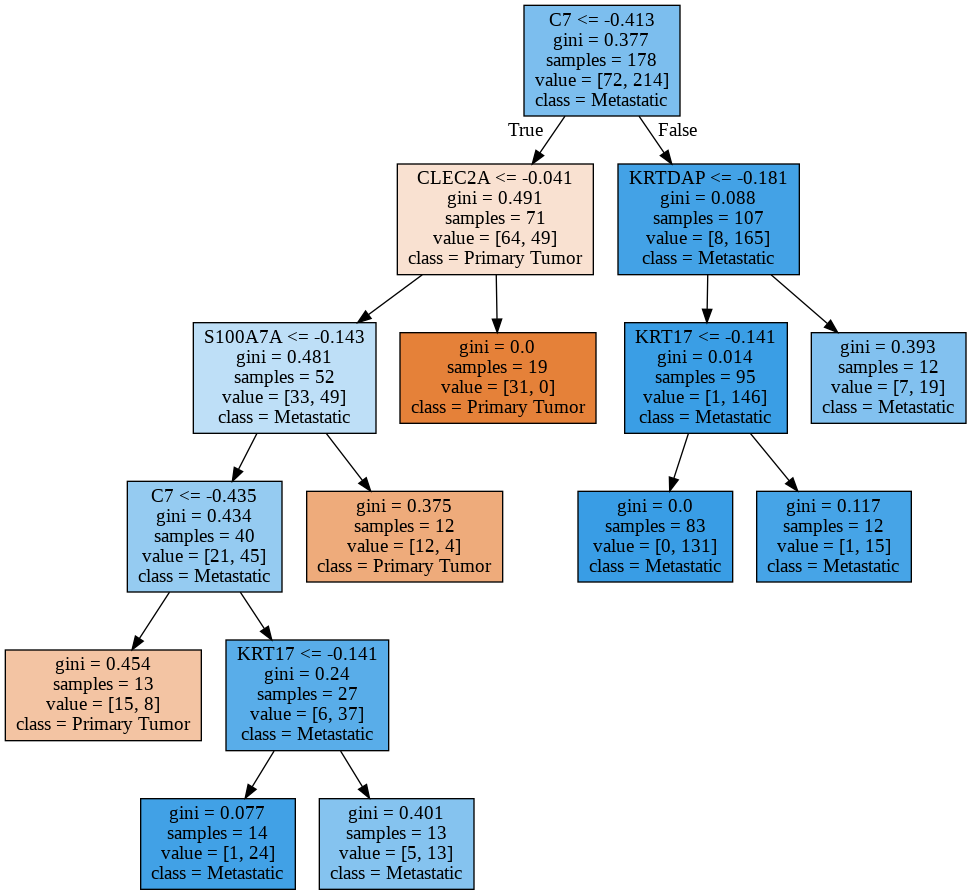 C7 <= -0.413
gini = 0.377
samples = 178
value = [72, 214]
class = Metastatic
True
False
CLEC2A <= -0.041
gini = 0.491
samples = 71
value = [64, 49]
class = Primary Tumor
KRTDAP <= -0.181
gini = 0.088
samples = 107
value = [8, 165]
class = Metastatic
S100A7A <= -0.143
gini = 0.481
samples = 52
value = [33, 49]
class = Metastatic
gini = 0.0
samples = 19
value = [31, 0]
class = Primary Tumor
KRT17 <= -0.141
gini = 0.014
samples = 95
value = [1, 146]
class = Metastatic
gini = 0.393
samples = 12
value = [7, 19]
class = Metastatic
C7 <= -0.435
gini = 0.434
samples = 40
value = [21, 45]
class = Metastatic
gini = 0.375
samples = 12
value = [12, 4]
class = Primary Tumor
gini = 0.0
samples = 83
value = [0, 131]
class = Metastatic
gini = 0.117
samples = 12
value = [1, 15]
class = Metastatic
gini = 0.454
samples = 13
value = [15, 8]
class = Primary Tumor
KRT17 <= -0.141
gini = 0.24
samples = 27
value = [6, 37]
class = Metastatic
gini = 0.077
samples = 14
value = [1, 24]
class = Metastatic
gini = 0.401
samples = 13
value = [5, 13]
class = Metastatic